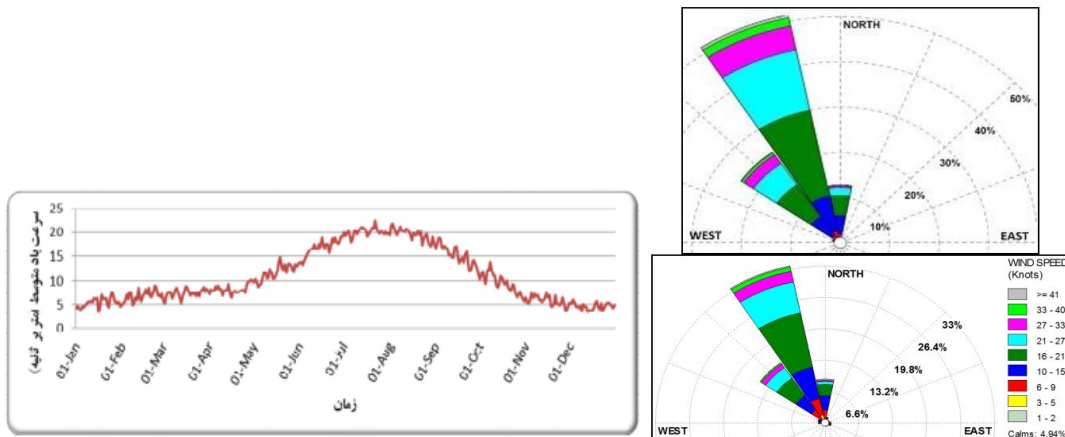 سرعت باد متوسط (متر بر ثانیه)
25
20
15
10
5
0
01-Jan
01-Feb
01-Mar
01-Apr
01-May
01-Jun
01-Jul
01-Aug
01-Sep
01-Oct
01-Nov
01-Dec
زمان
NORTH
50%
40%
30%
20%
10%
WEST
EAST
NORTH
33%
26.4%
19.8%
13.2%
6.6%
WEST
EAST
WIND SPEED
(Knots)
>= 41
33 - 40
27 - 33
21 - 27
16 - 21
10 - 15
6 - 9
3 - 5
1 - 2
Calms: 4.94%